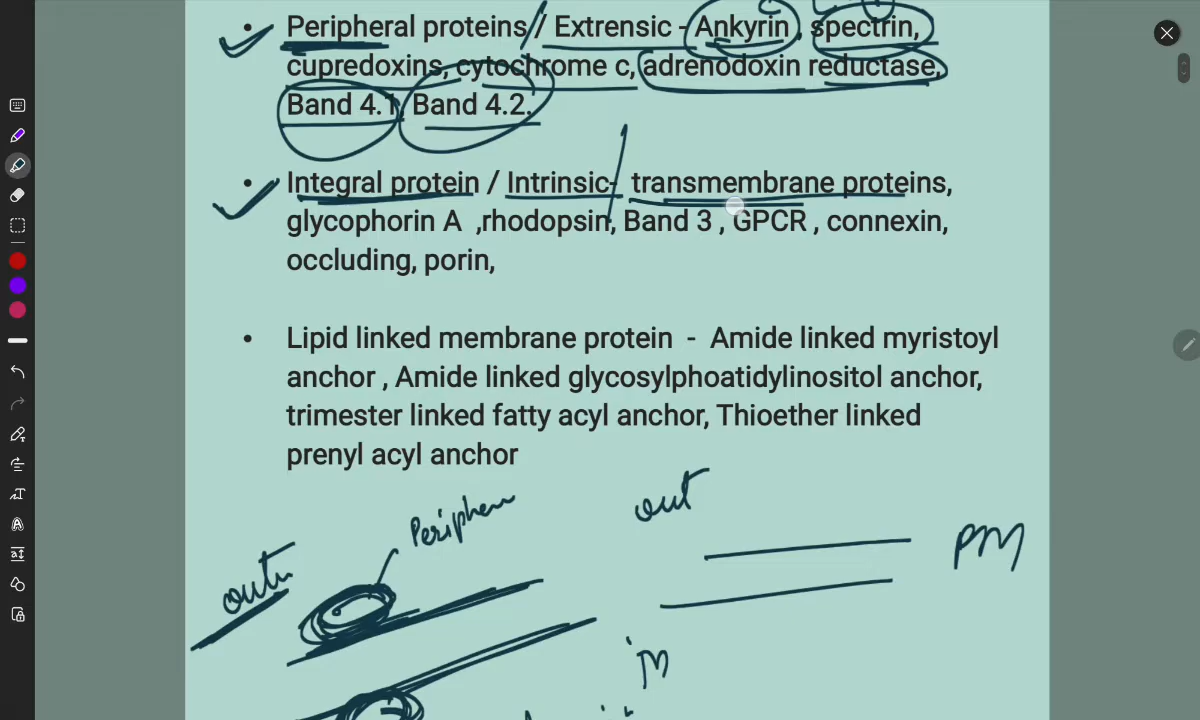 Peripheral proteins / Extrensic - Ankyrin , spectrin,
cupredoxins, cytochrome c, adrenodoxin reductase,
Band 4.1, Band 4.2.
Integral protein / Intrinsic- transmembrane proteins,
glycophorin A ,rhodopsin, Band 3 , GPCR , connexin,
occluding, porin,
Lipid linked membrane protein - Amide linked myristoyl
anchor , Amide linked glycosylphoatidylinositol anchor,
trimester linked fatty acyl anchor, Thioether linked
prenyl acyl anchor
out
Periphe
PM
out
in